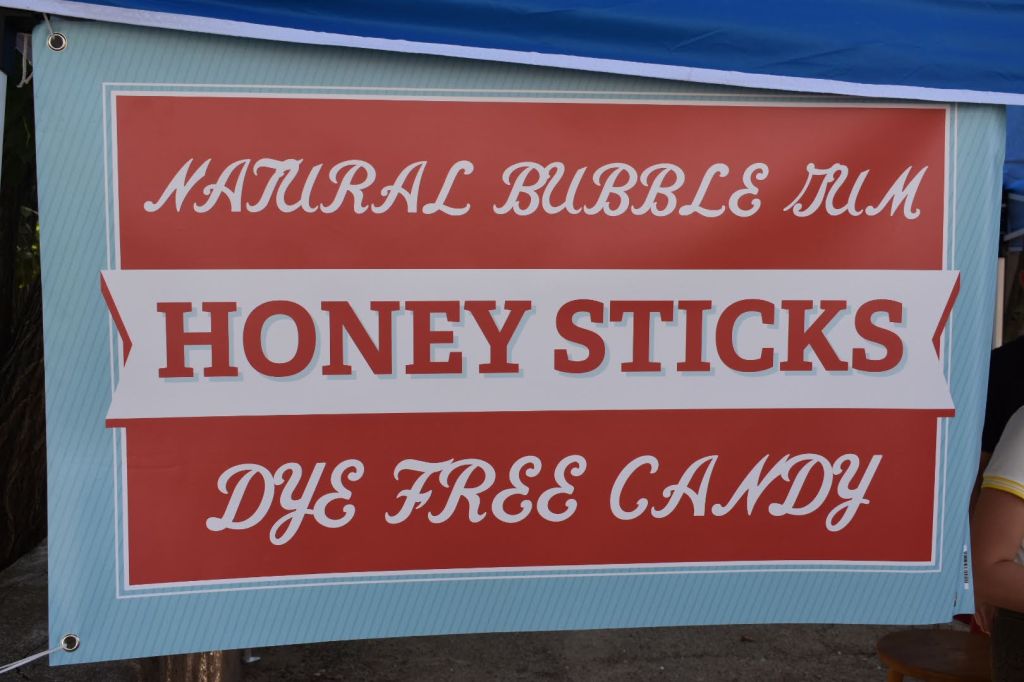 NATURAL BUBBLE GUM
HONEY STICKS
DYE FREE CANDY